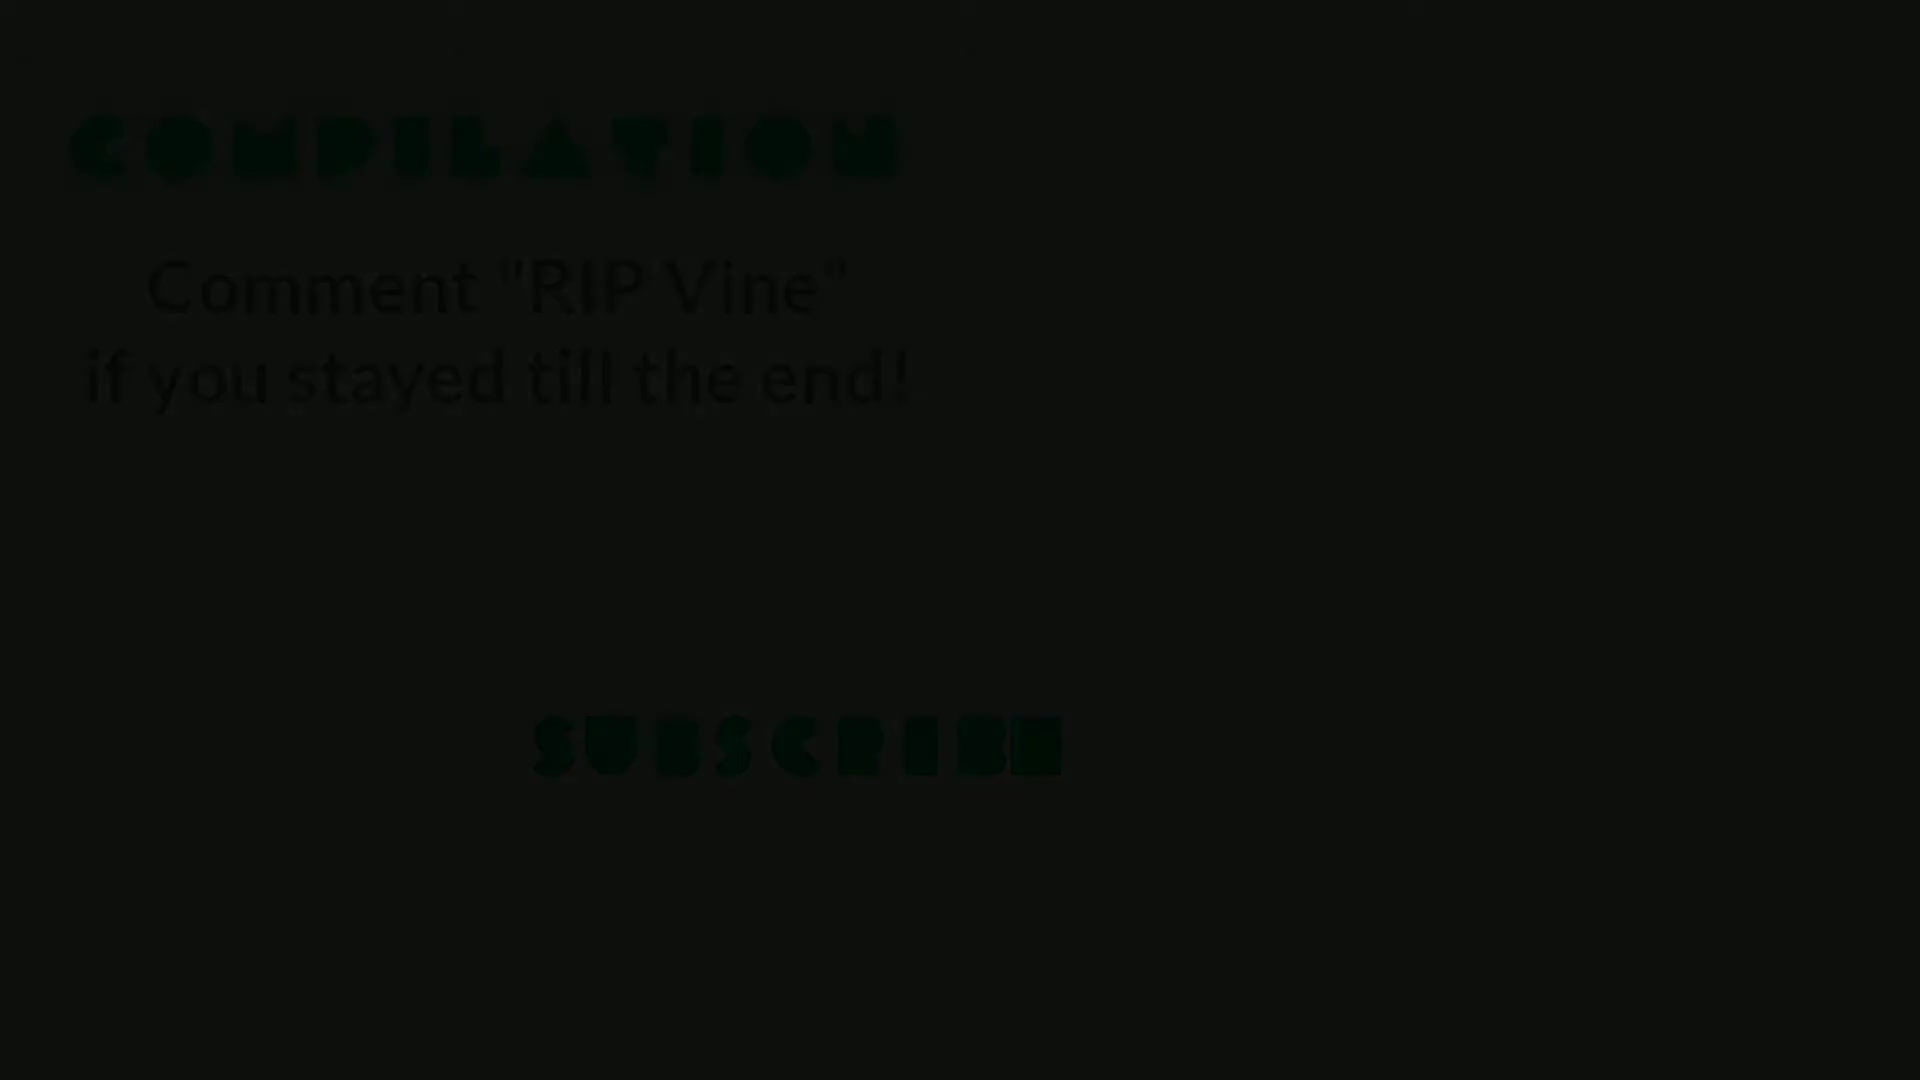 COMPILATION
Comment "RIP Vine"
if you stayed till the end!
SUBSCRIBE